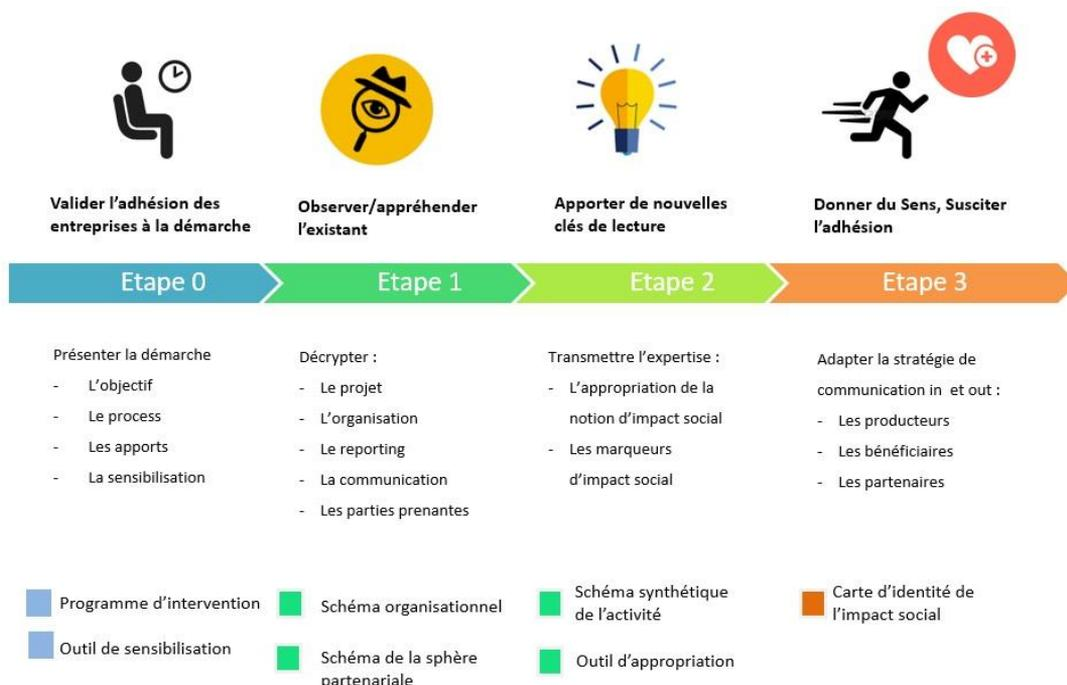 Valider l'adhésion des
entreprises à la démarche
Observer/appréhender
l'existant
Apporter de nouvelles
clés de lecture
Donner du Sens, Susciter
l'adhésion
Etape 0
Etape 1
Etape 2
Etape 3
Présenter la démarche
- L'objectif
- Le process
- Les apports
- La sensibilisation
Décrypter :
- Le projet
- L'organisation
- Le reporting
- La communication
- Les parties prenantes
Transmettre l'expertise :
- L'appropriation de la
notion d'impact social
- Les marqueurs
d'impact social
Adapter la stratégie de
communication in et out :
- Les producteurs
- Les bénéficiaires
- Les partenaires
Programme d'intervention
Outil de sensibilisation
Schéma organisationnel
Schéma de la sphère
partenariale
Schéma synthétique
de l'activité
Outil d'appropriation
Carte d'identité de
l'impact social